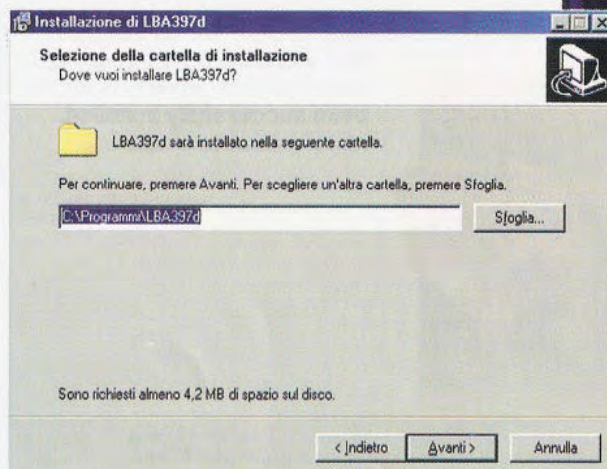 Installazione di LBA397d
Selezione della cartella di installazione
Dove vuoi installare LBA397d?
LBA397d sarà installato nella seguente cartella.
Per continuare, premere Avanti. Per scegliere un'altra cartella, premere Sfoglia.
C:\Programmi\LBA397d
Sfoglia...
Sono richiesti almeno 4,2 MB di spazio sul disco.
< Indietro
Avanti >
Annulla